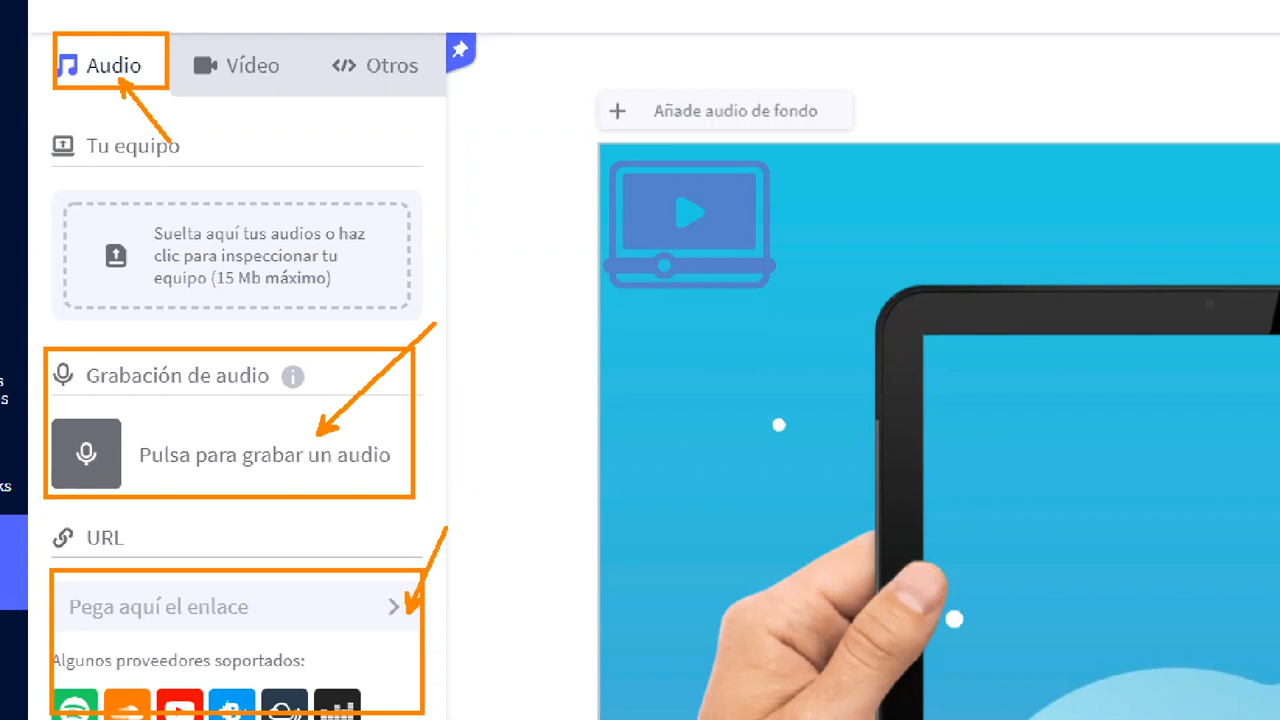 Audio
Vídeo
</> Otros
Añade audio de fondo
Tu equipo
Suelta aquí tus audios o haz
clic para inspeccionar tu
equipo (15 Mb máximo)
Grabación de audio
Pulsa para grabar un audio
URL
Pega aquí el enlace
Algunos proveedores soportados:
s
s
ks